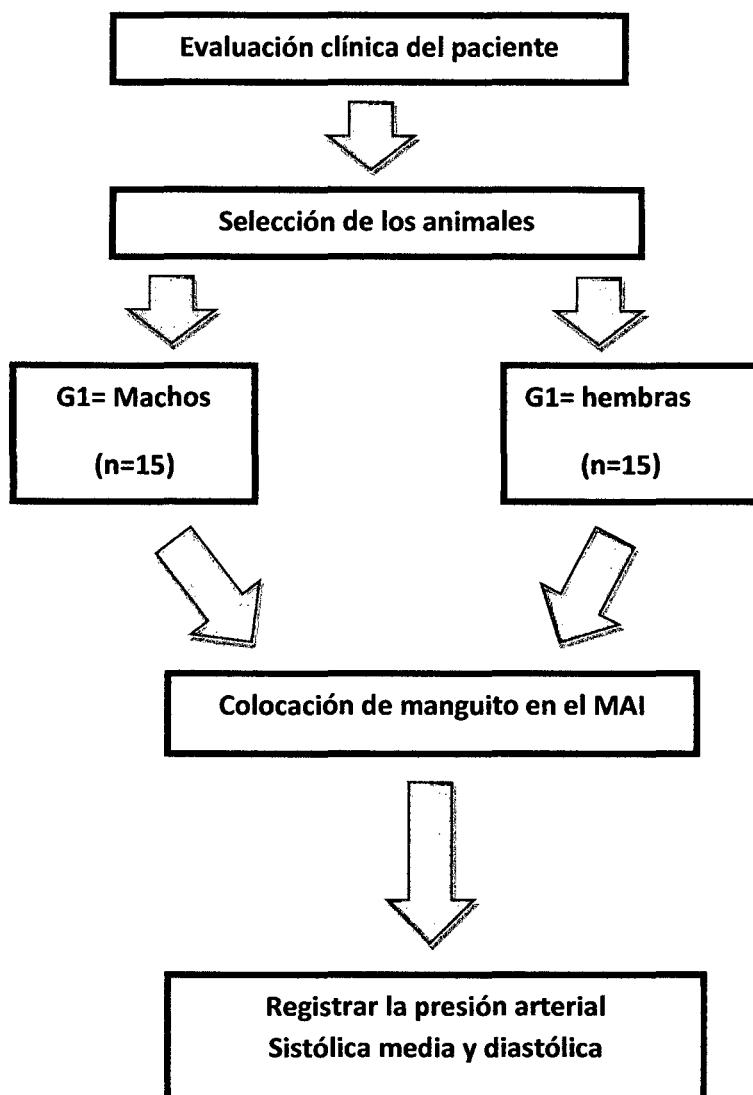 Evaluación clínica del paciente
Selección de los animales
G1= Machos
(n=15)
G1= hembras
(n=15)
Colocación de manguito en el MAI
Registrar la presión arterial
Sistólica media y diastólica